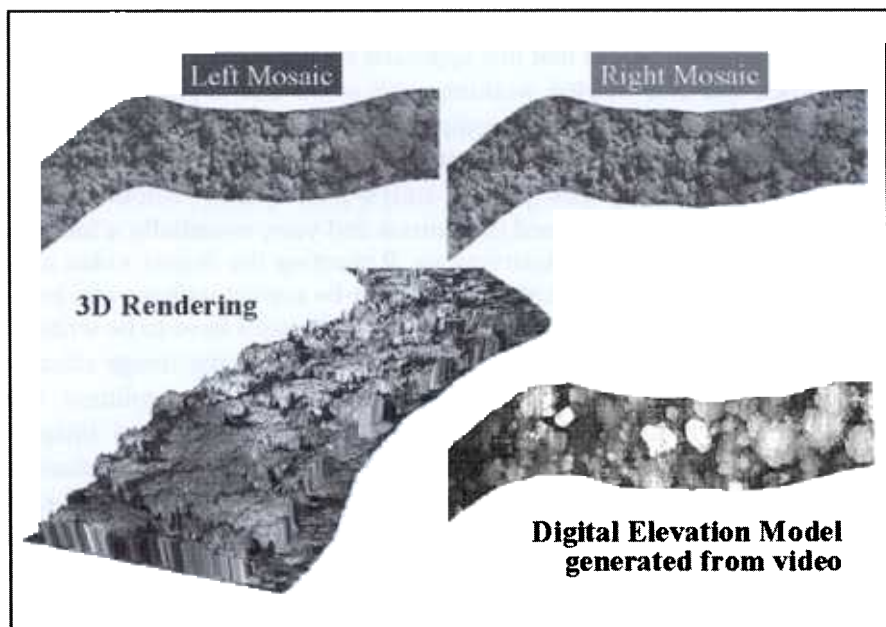 Left Mosaic
Right Mosaic
3D Rendering
Digital Elevation Model
generated from video